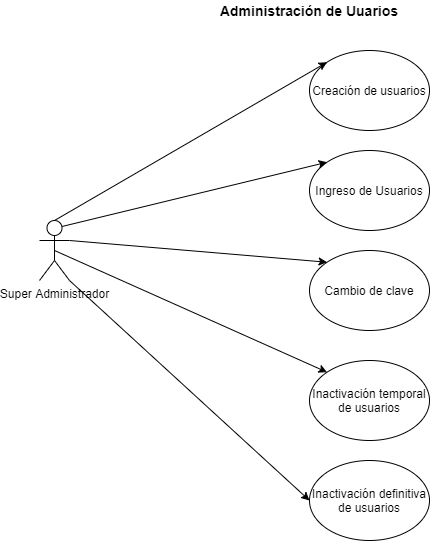 Administración de Uuarios
Creación de usuarios
Ingreso de Usuarios
Cambio de clave
Super Administrador
Inactivación temporal
de usuarios
Inactivación definitiva
de usuarios